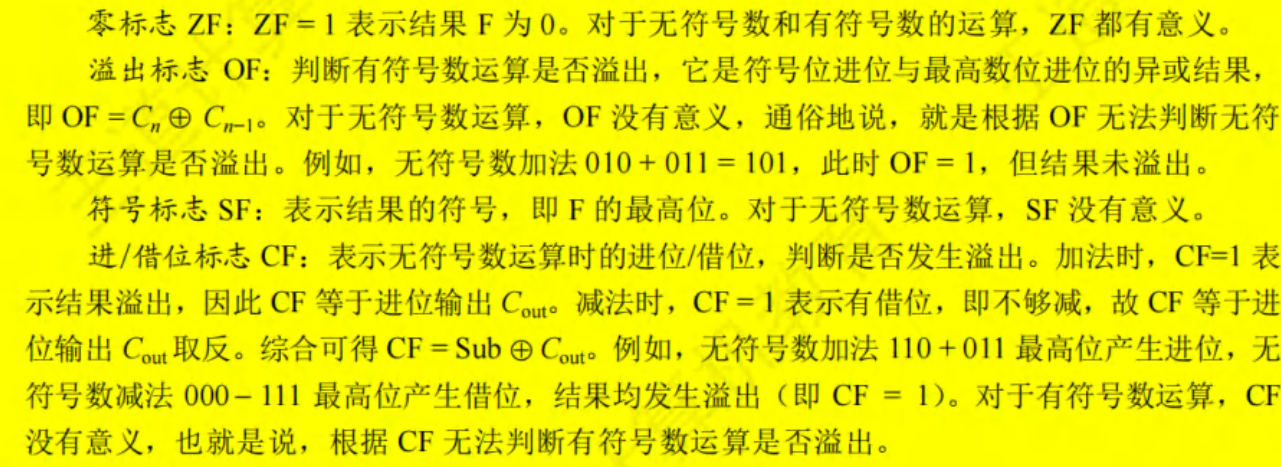 零标志 ZF：ZF = 1 表示结果 F 为 0。对于无符号数和有符号数的运算，ZF 都有意义。
溢出标志 OF：判断有符号数运算是否溢出，它是符号位进位与最高数位进位的异或结果，
即 OF = Cₙ ⊕ Cₙ₋₁。对于无符号数运算，OF 没有意义，通俗地说，就是根据 OF 无法判断无符
号数运算是否溢出。例如，无符号数加法 010 + 011 = 101，此时 OF = 1，但结果未溢出。
符号标志 SF：表示结果的符号，即 F 的最高位。对于无符号数运算，SF 没有意义。
进/借位标志 CF：表示无符号数运算时的进位/借位，判断是否发生溢出。加法时，CF=1 表
示结果溢出，因此 CF 等于进位输出 Cout。减法时，CF = 1 表示有借位，即不够减，故 CF 等于进
位输出 Cout 取反。综合可得 CF = Sub ⊕ Cout。例如，无符号数加法 110 + 011 最高位产生进位，无
符号数减法 000 − 111 最高位产生借位，结果均发生溢出（即 CF = 1）。对于有符号数运算，CF
没有意义，也就是说，根据 CF 无法判断有符号数运算是否溢出。